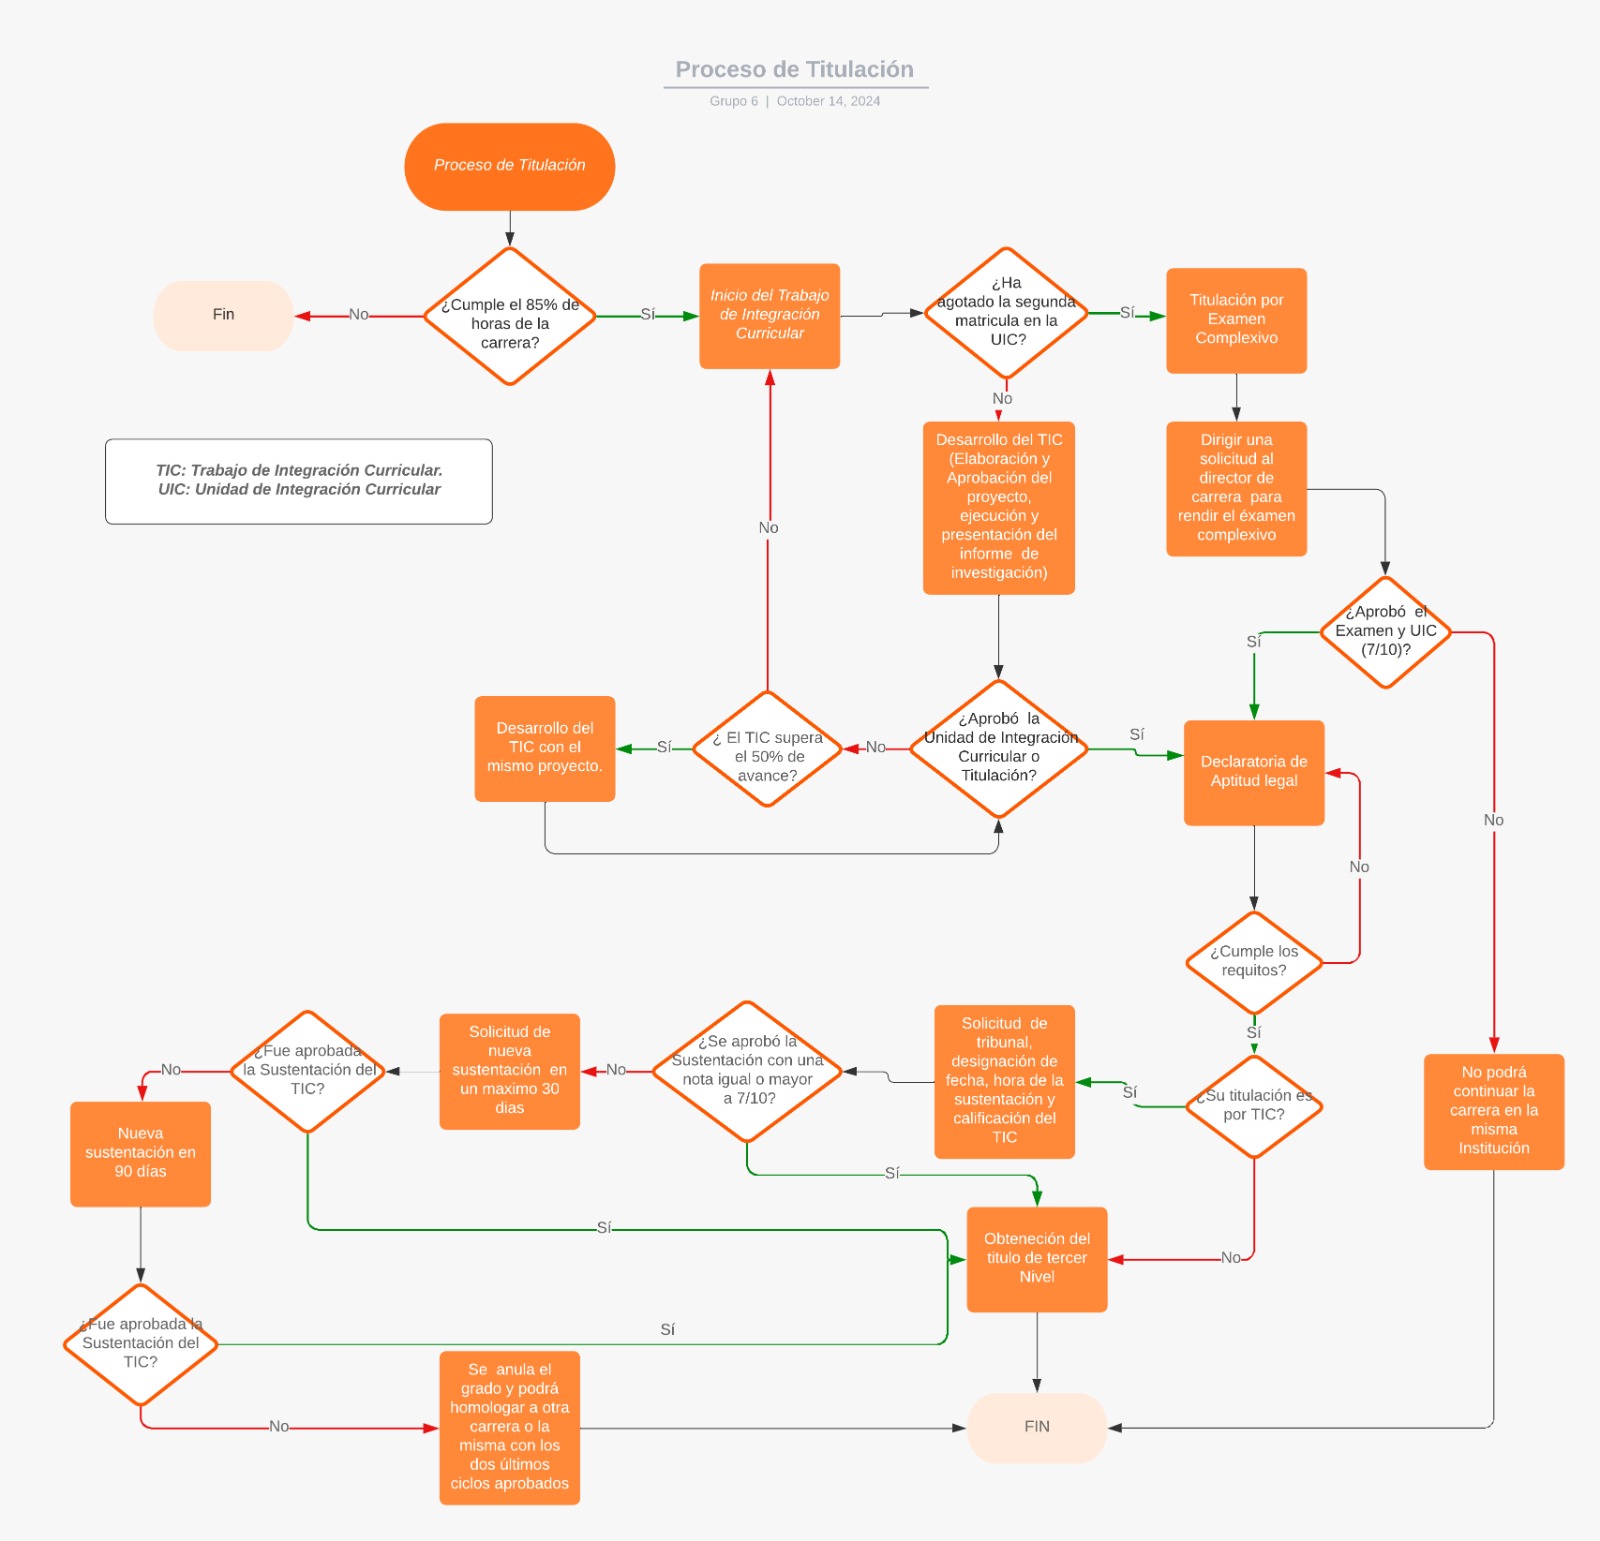 Proceso de Titulación
Grupo 6 | October 14, 2024
Proceso de Titulación
Fin
No
¿Cumple el 85% de
horas de la
carrera?
Sí
Inicio del Trabajo
de Integración
Curricular
¿Ha
agotado la segunda
matricula en la
UIC?
Sí
Titulación por
Examen
Complexivo
No
TIC: Trabajo de Integración Curricular.
UIC: Unidad de Integración Curricular
Desarrollo del TIC
(Elaboración y
Aprobación del
proyecto,
ejecución y
presentación del
informe de
investigación)
Dirigir una
solicitud al
director de
carrera para
rendir el éxamen
complexivo
No
¿Aprobó el
Examen y UIC
(7/10)?
Sí
Desarrollo del
TIC con el
mismo proyecto.
Sí
¿ El TIC supera
el 50% de
avance?
No
¿Aprobó la
Unidad de Integración
Curricular o
Titulación?
Sí
Declaratoria de
Aptitud legal
No
No
¿Cumple los
requitos?
Sí
¿Fue aprobada
la Sustentación del
TIC?
No
Solicitud de
nueva
sustentación en
un maximo 30
dias
No
¿Se aprobó la
Sustentación con una
nota igual o mayor
a 7/10?
Solicitud de
tribunal,
designación de
fecha, hora de la
sustentación y
calificación del
TIC
Sí
¿Su titulación es
por TIC?
No podrá
continuar la
carrera en la
misma
Institución
Nueva
sustentación en
90 días
Sí
Sí
Obteneción del
titulo de tercer
Nivel
No
¿Fue aprobada la
Sustentación del
TIC?
Sí
No
Se anula el
grado y podrá
homologar a otra
carrera o la
misma con los
dos últimos
ciclos aprobados
FIN